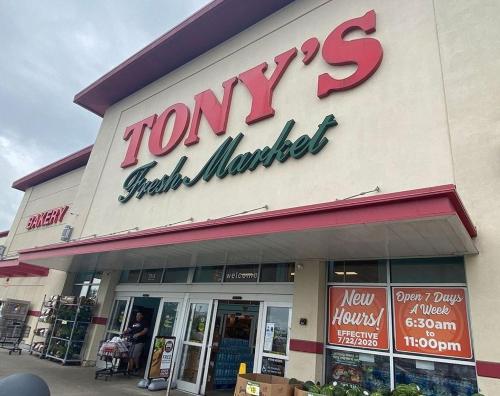 TONY'S
Fresh Market
BAKERY
welcome
New
Hours!
EFFECTIVE
7/22/2020
Open 7 Days
A Week
6:30am
to
11:00pm